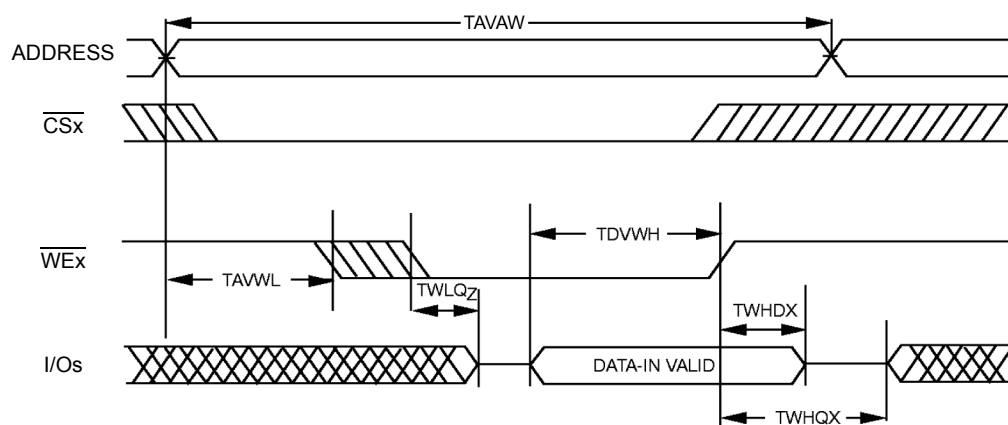 TAVAW
ADDRESS
CSx
WEx
TDVWH
TAVWL
TWLQZ
TWHDX
I/Os
DATA-IN VALID
TWHQX